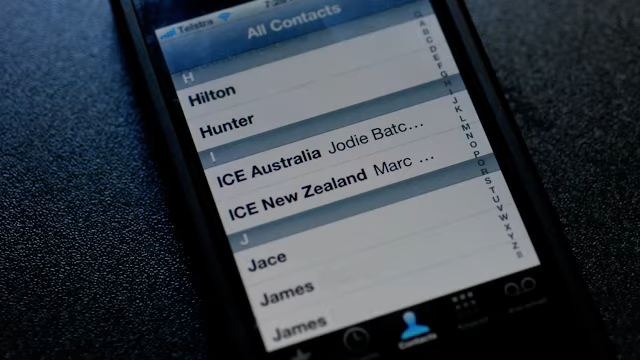 Telstra
All Contacts
H
Hilton
Hunter
I
ICE Australia Jodie Batc...
ICE New Zealand Marc ...
J
Jace
James
James
Contacts
A
B
C
D
E
F
G
H
I
J
K
L
M
N
O
P
Q
R
S
T
U
V
W
X
Y
Z
#